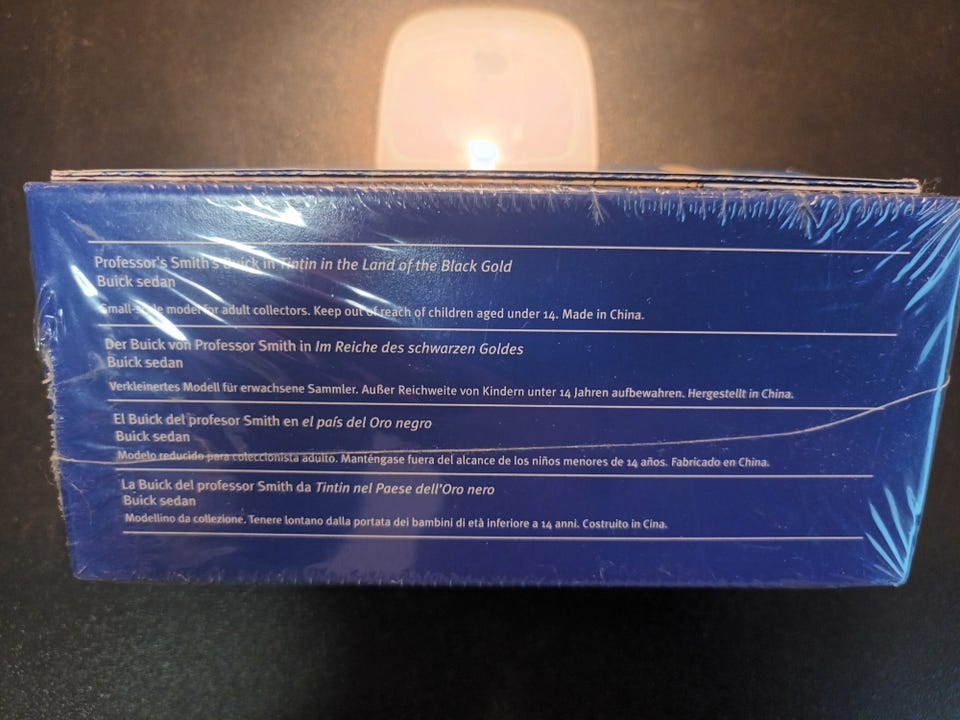 Professor's Smith's Buick in Tintin in the Land of the Black Gold
Buick sedan
Small-scale model for adult collectors. Keep out of reach of children aged under 14. Made in China.
Der Buick von Professor Smith in Im Reiche des schwarzen Goldes
Buick sedan
Verkleinertes Modell für erwachsene Sammler. Außer Reichweite von Kindern unter 14 Jahren aufbewahren. Hergestellt in China.
El Buick del profesor Smith en el país del Oro negro
Buick sedan
Modelo reducido para coleccionista adulto. Manténgase fuera del alcance de los niños menores de 14 años. Fabricado en China.
La Buick del professor Smith da Tintin nel Paese dell'Oro nero
Buick sedan
Modellino da collezione. Tenere lontano dalla portata dei bambini di età inferiore a 14 anni. Costruito in Cina.